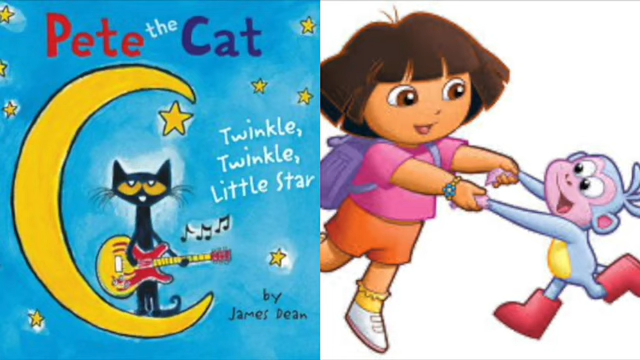 Pete the Cat
Twinkle,
Twinkle,
Little Star
by
James Dean